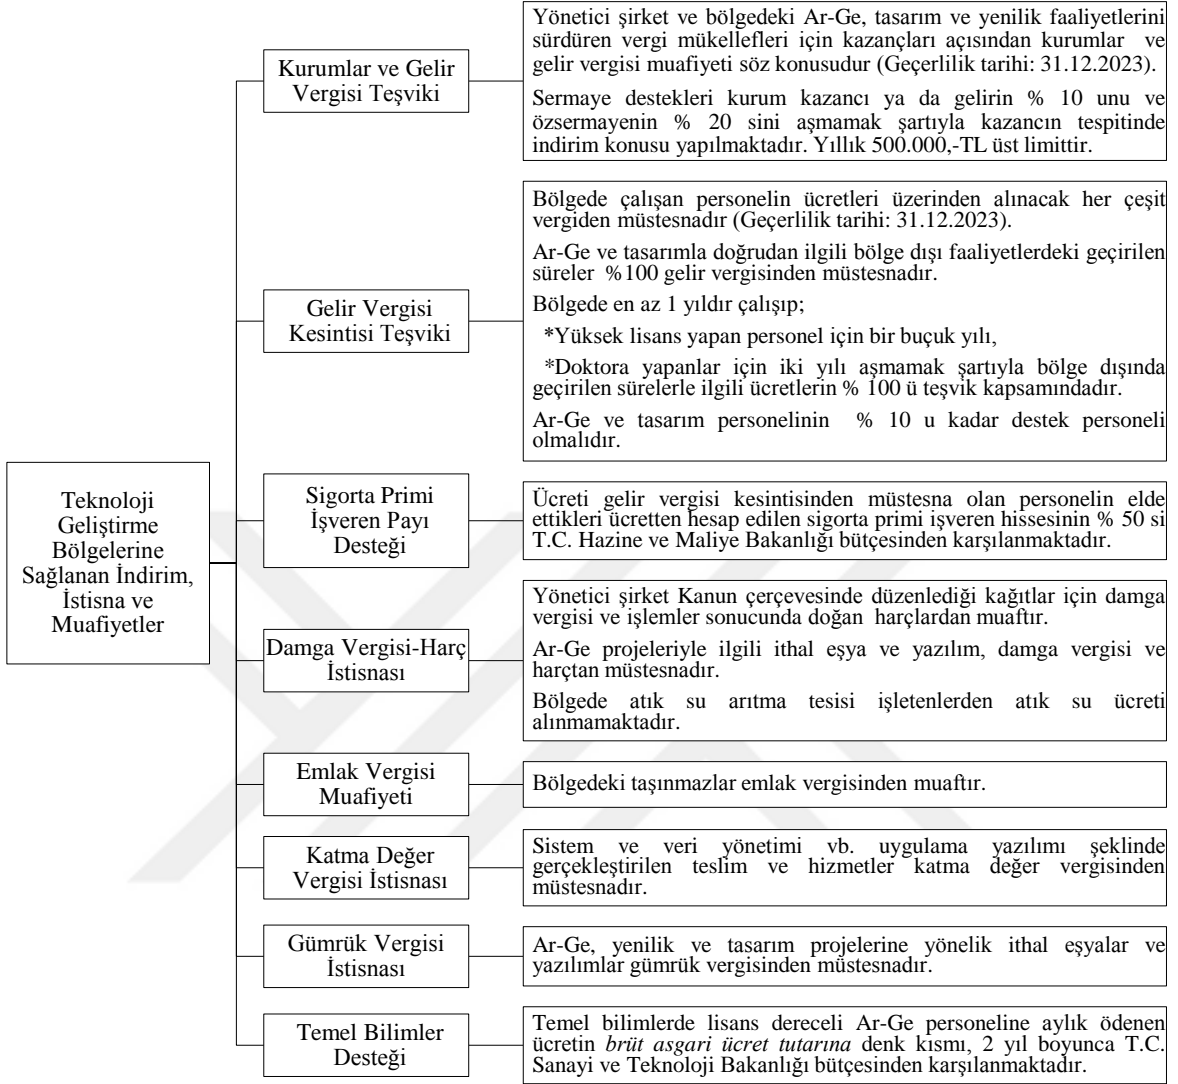 Teknoloji
Geliştirme
Bölgelerine
Sağlanan İndirim,
İstisna ve
Muafiyetler
Kurumlar ve Gelir
Vergisi Teşviki
Yönetici şirket ve bölgedeki Ar-Ge, tasarım ve yenilik faaliyetlerini
sürdüren vergi mükellefleri için kazançları açısından kurumlar ve
gelir vergisi muafiyeti söz konusudur (Geçerlilik tarihi: 31.12.2023).
Sermaye destekleri kurum kazancı ya da gelirin % 10 unu ve
özsermayenin % 20 sini aşmamak şartıyla kazancın tespitinde
indirim konusu yapılmaktadır. Yıllık 500.000,-TL üst limittir.
Gelir Vergisi
Kesintisi Teşviki
Bölgede çalışan personelin ücretleri üzerinden alınacak her çeşit
vergiden müstesnadır (Geçerlilik tarihi: 31.12.2023).
Ar-Ge ve tasarımla doğrudan ilgili bölge dışı faaliyetlerdeki geçirilen
süreler %100 gelir vergisinden müstesnadır.
Bölgede en az 1 yıldır çalışıp;
*Yüksek lisans yapan personel için bir buçuk yılı,
*Doktora yapanlar için iki yılı aşmamak şartıyla bölge dışında
geçirilen sürelerle ilgili ücretlerin % 100 ü teşvik kapsamındadır.
Ar-Ge ve tasarım personelinin % 10 u kadar destek personeli
olmalıdır.
Sigorta Primi
İşveren Payı
Desteği
Ücreti gelir vergisi kesintisinden müstesna olan personelin elde
ettikleri ücretten hesap edilen sigorta primi işveren hissesinin % 50 si
T.C. Hazine ve Maliye Bakanlığı bütçesinden karşılanmaktadır.
Damga Vergisi-Harç
İstisnası
Yönetici şirket Kanun çerçevesinde düzenlediği kağıtlar için damga
vergisi ve işlemler sonucunda doğan harçlardan muaftır.
Ar-Ge projeleriyle ilgili ithal eşya ve yazılım, damga vergisi ve
harçtan müstesnadır.
Bölgede atık su arıtma tesisi işletenlerden atık su ücreti
alınmamaktadır.
Emlak Vergisi
Muafiyeti
Bölgedeki taşınmazlar emlak vergisinden muaftır.
Katma Değer
Vergisi İstisnası
Sistem ve veri yönetimi vb. uygulama yazılımı şeklinde
gerçekleştirilen teslim ve hizmetler katma değer vergisinden
müstesnadır.
Gümrük Vergisi
İstisnası
Ar-Ge, yenilik ve tasarım projelerine yönelik ithal eşyalar ve
yazılımlar gümrük vergisinden müstesnadır.
Temel Bilimler
Desteği
Temel bilimlerde lisans dereceli Ar-Ge personeline aylık ödenen
ücretin brüt asgari ücret tutarına denk kısmı, 2 yıl boyunca T.C.
Sanayi ve Teknoloji Bakanlığı bütçesinden karşılanmaktadır.